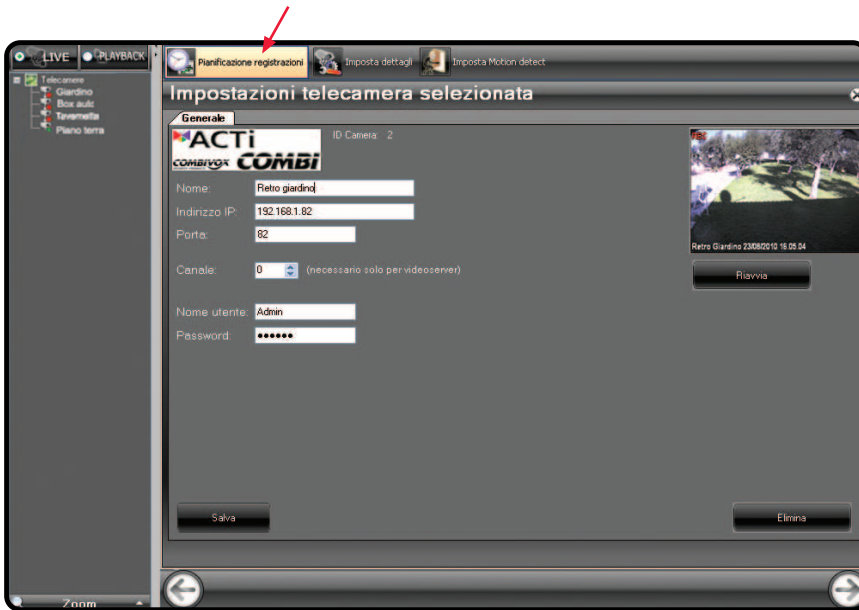 LIVE PLAYBACK
Pianificazione registrazioni Imposta dettagli Imposta Motion detect
Telecamere
Giardino
Box auto
Tavernetta
Piano terra
Impostazioni telecamera selezionata
Generale
ACTi
COMBIVOX COMBI
ID Camera: 2
Nome: Retro giardino
Indirizzo IP: 192.168.1.82
Porta: 82
Canale: 0 (necessario solo per videoserver)
Nome utente: Admin
Password: ●●●●●●
REC
Retro Giardino 23/08/2010 16.05.04
Riavvia
Salva
Elimina
Zoom